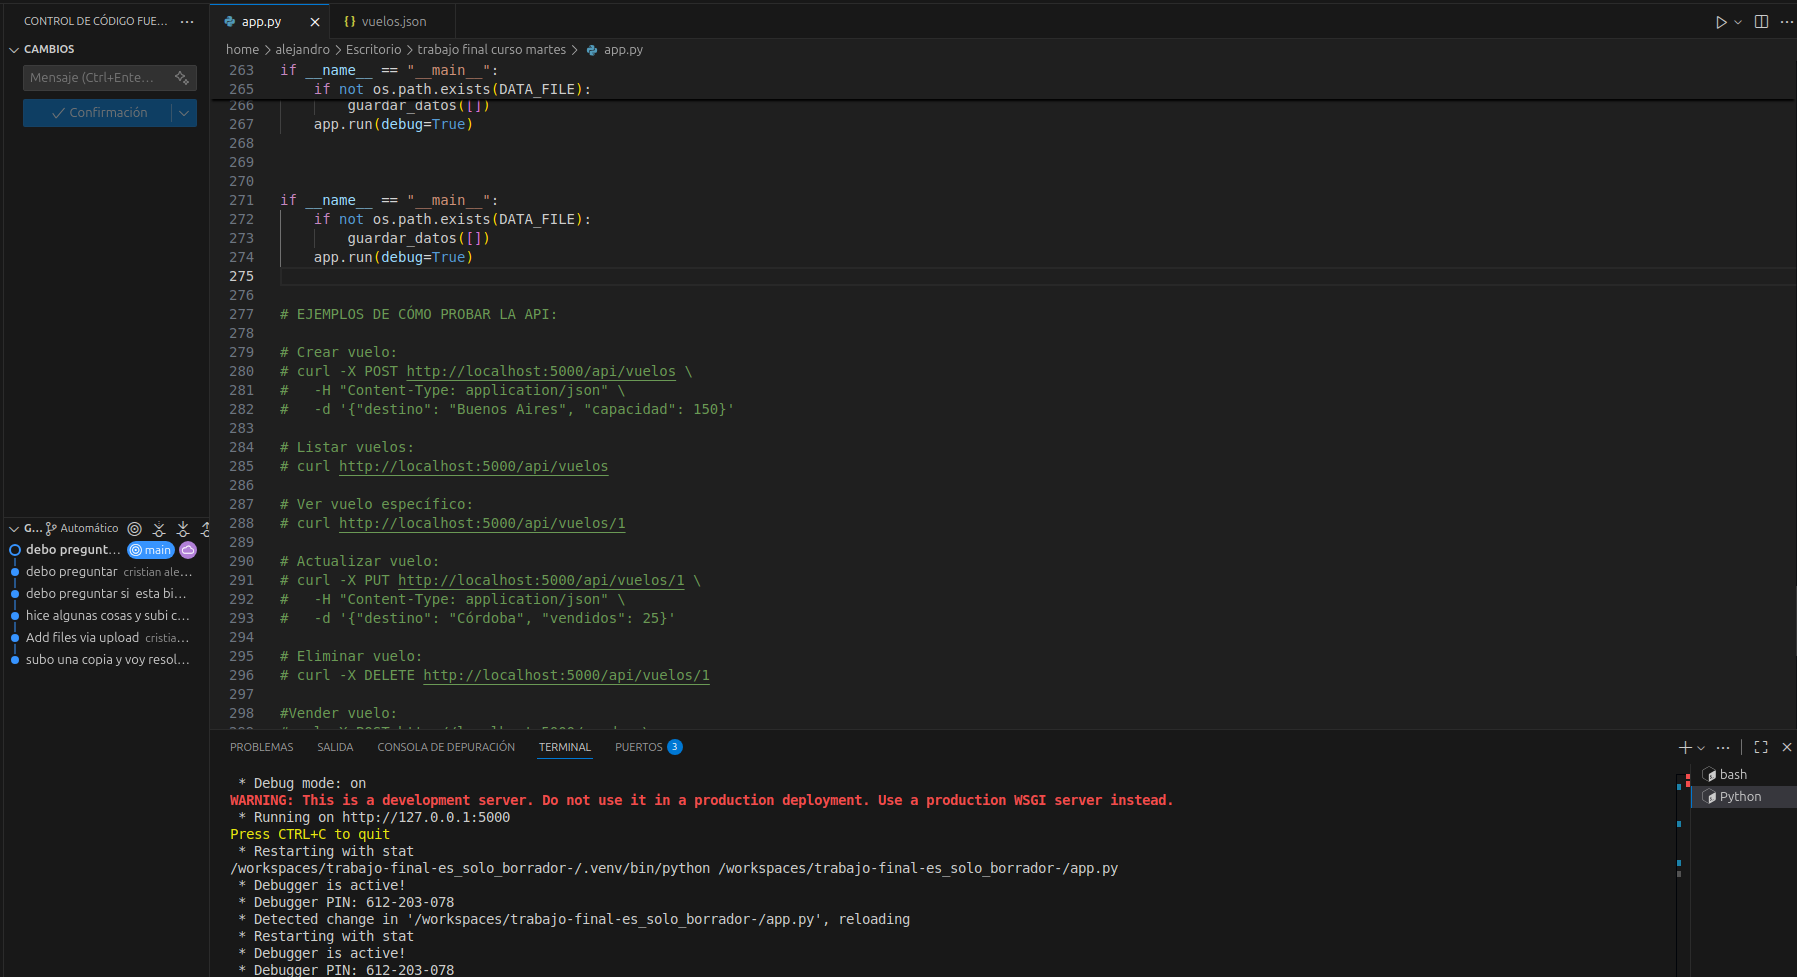 CONTROL DE CÓDIGO FUE... ···
CAMBIOS
Mensaje (Ctrl+Ente...
Confirmación
G... Automático
debo pregunt... main
debo preguntar cristian ale...
debo preguntar si esta bi...
hice algunas cosas y subi c...
Add files via upload cristia...
subo una copia y voy resol...
app.py
{} vuelos.json
home > alejandro > Escritorio > trabajo final curso martes > app.py
263 if __name__ == "__main__":
265 if not os.path.exists(DATA_FILE):
266 guardar_datos([])
267 app.run(debug=True)
268
269
270
271 if __name__ == "__main__":
272 if not os.path.exists(DATA_FILE):
273 guardar_datos([])
274 app.run(debug=True)
275
276
277 # EJEMPLOS DE CÓMO PROBAR LA API:
278
279 # Crear vuelo:
280 # curl -X POST http://localhost:5000/api/vuelos \
281 #   -H "Content-Type: application/json" \
282 #   -d '{"destino": "Buenos Aires", "capacidad": 150}'
283
284 # Listar vuelos:
285 # curl http://localhost:5000/api/vuelos
286
287 # Ver vuelo específico:
288 # curl http://localhost:5000/api/vuelos/1
289
290 # Actualizar vuelo:
291 # curl -X PUT http://localhost:5000/api/vuelos/1 \
292 #   -H "Content-Type: application/json" \
293 #   -d '{"destino": "Córdoba", "vendidos": 25}'
294
295 # Eliminar vuelo:
296 # curl -X DELETE http://localhost:5000/api/vuelos/1
297
298 #Vender vuelo:
PROBLEMAS SALIDA CONSOLA DE DEPURACIÓN TERMINAL PUERTOS 3
* Debug mode: on
WARNING: This is a development server. Do not use it in a production deployment. Use a production WSGI server instead.
* Running on http://127.0.0.1:5000
Press CTRL+C to quit
* Restarting with stat
/workspaces/trabajo-final-es_solo_borrador-/.venv/bin/python /workspaces/trabajo-final-es_solo_borrador-/app.py
* Debugger is active!
* Debugger PIN: 612-203-078
* Detected change in '/workspaces/trabajo-final-es_solo_borrador-/app.py', reloading
* Restarting with stat
* Debugger is active!
* Debugger PIN: 612-203-078
bash
Python